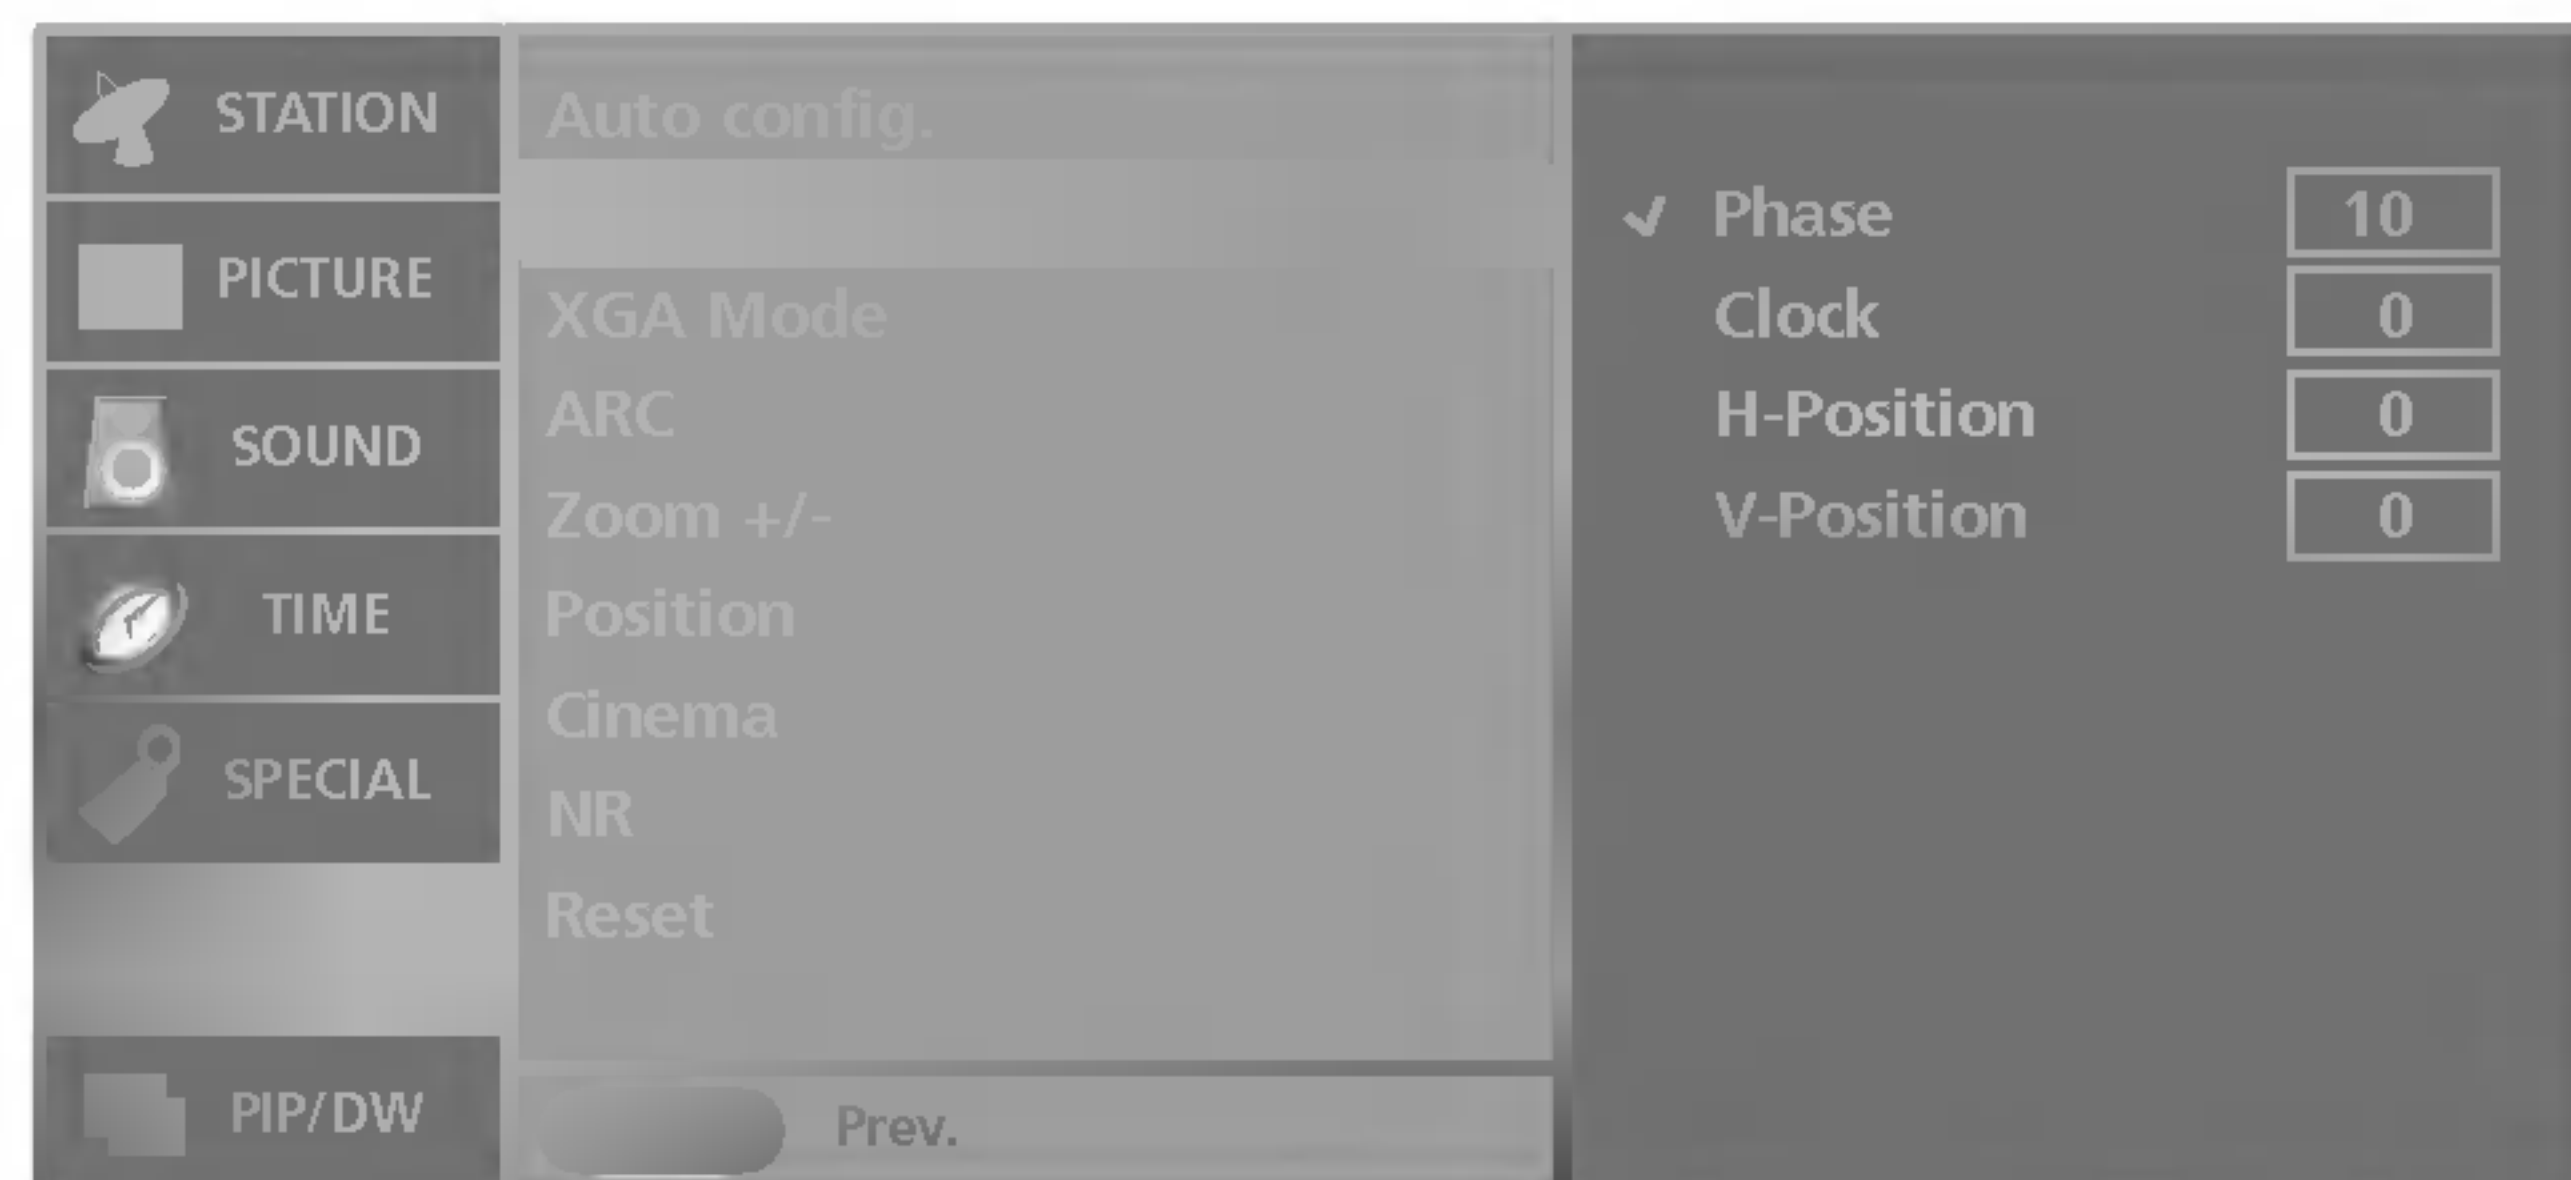 STATION
PICTURE
SOUND
TIME
SPECIAL
PIP/DW
Auto config.
XGA Mode
ARC
Zoom +/-
Position
Cinema
NR
Reset
Prev.
✓ Phase 10
Clock 0
H-Position 0
V-Position 0